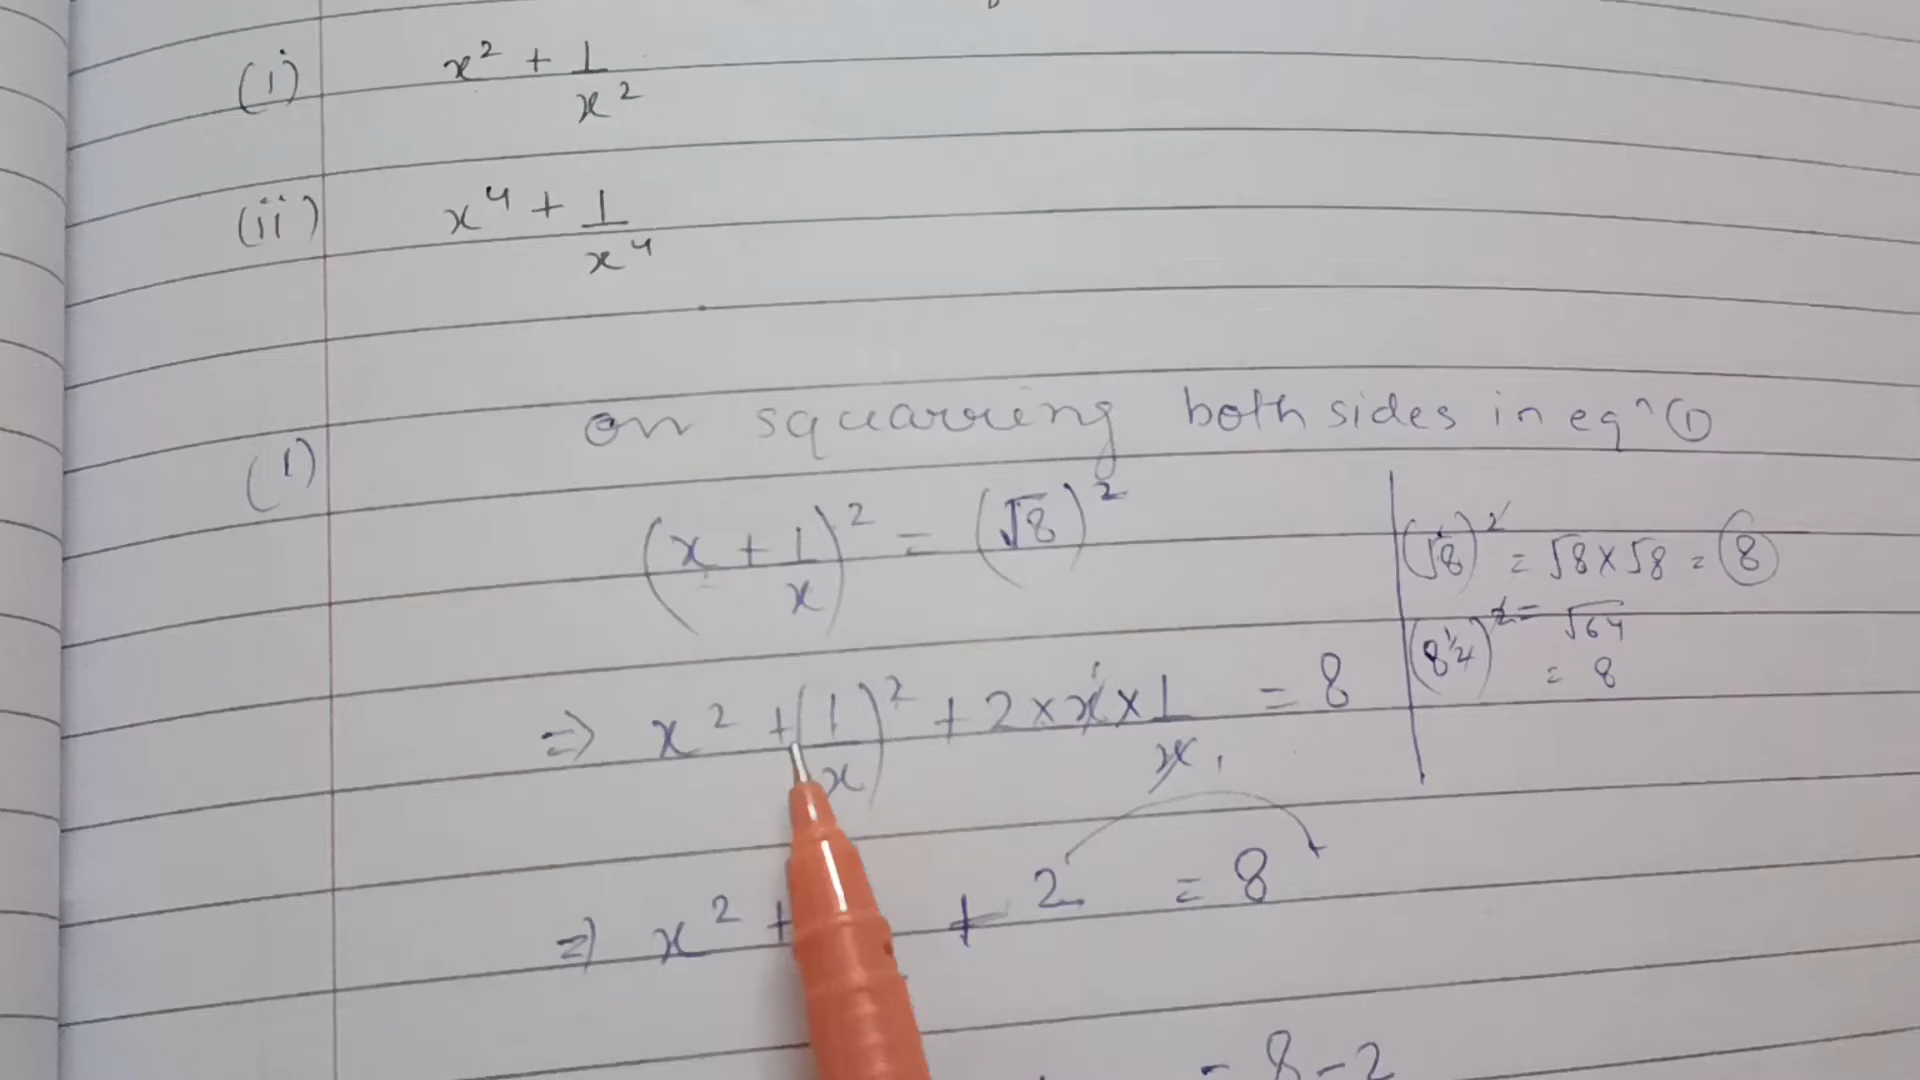 (i) x² + 1/x²
(ii) x⁴ + 1/x⁴
on squarring both sides in eqⁿ ①
(i)
(x + 1/x)² = (√8)²
(√8)² = √8 × √8 = 8
= √64
(8^1/2)²
= 8
⇒ x² + (1/x)² + 2 × x × 1/x = 8
⇒ x² + + 2 = 8
= 8 - 2